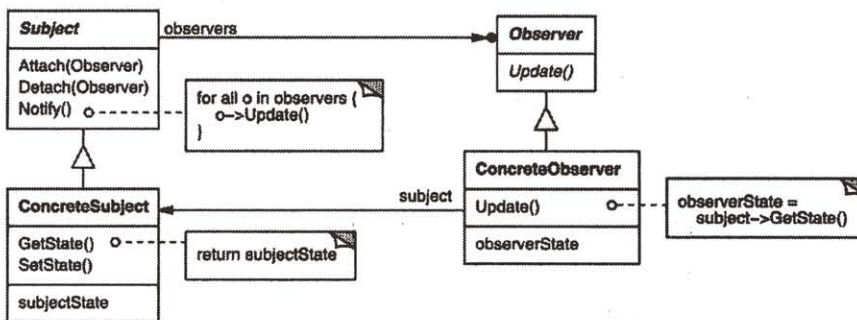 Subject
Attach(Observer)
Detach(Observer)
Notify()
observers
Observer
Update()
for all o in observers {
o->Update()
}
ConcreteSubject
GetState()
SetState()
subjectState
return subjectState
subject
ConcreteObserver
Update()
observerState
observerState =
subject->GetState()